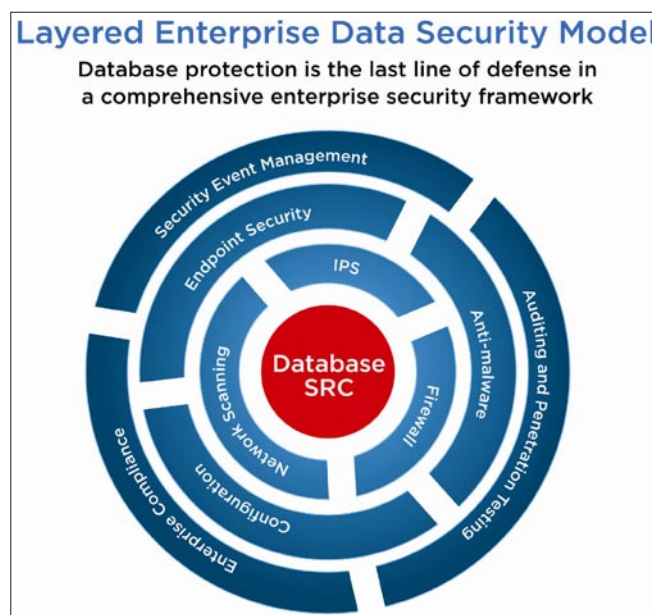 Layered Enterprise Data Security Model
Database protection is the last line of defense in
a comprehensive enterprise security framework
Security Event Management
Endpoint Security
IPS
Database
SRC
Network Scanning
Firewall
Anti-malware
Auditing and Penetration Testing
Configuration
Enterprise Compliance